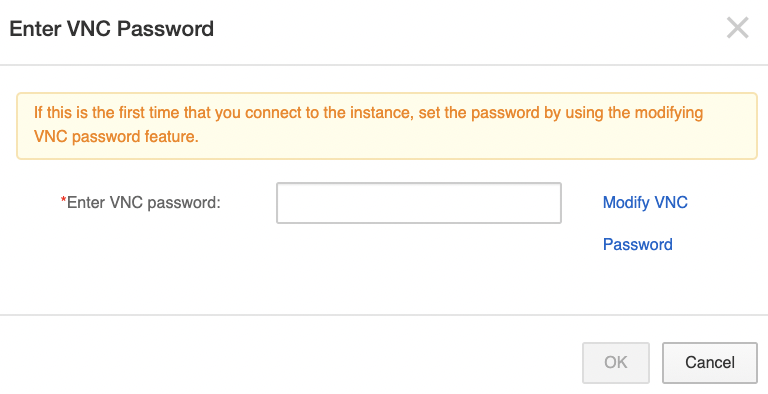 Enter VNC Password
If this is the first time that you connect to the instance, set the password by using the modifying
VNC password feature.
*Enter VNC password:
Modify VNC
Password
OK
Cancel